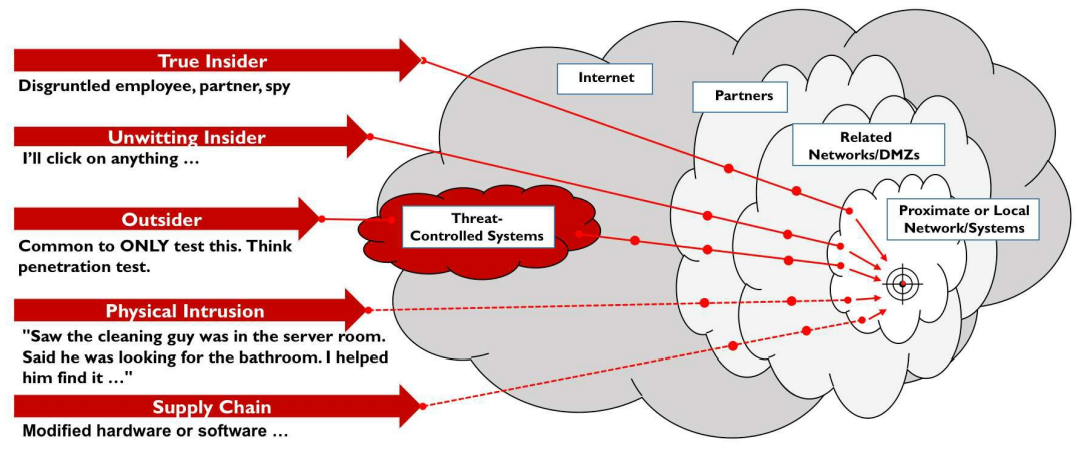 True Insider
Disgruntled employee, partner, spy
Unwitting Insider
I'll click on anything …
Outsider
Common to ONLY test this. Think
penetration test.
Physical Intrusion
"Saw the cleaning guy was in the server room.
Said he was looking for the bathroom. I helped
him find it …"
Supply Chain
Modified hardware or software …
Threat-
Controlled Systems
Internet
Partners
Related
Networks/DMZs
Proximate or Local
Network/Systems